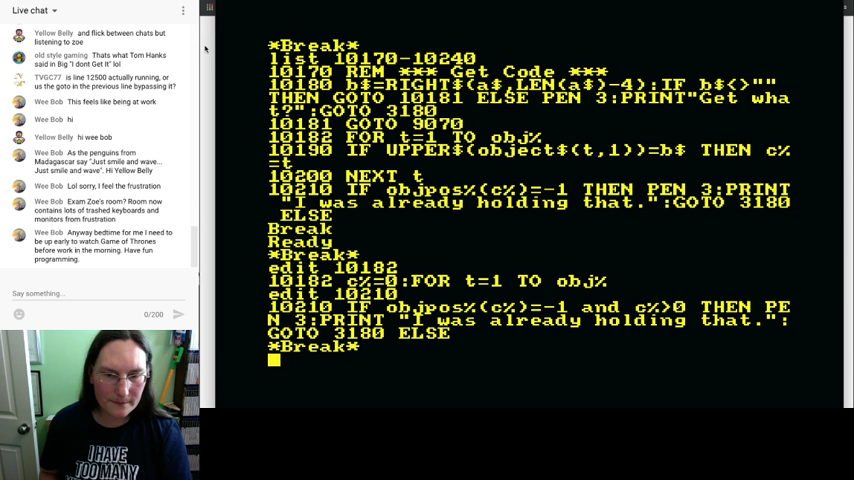 Live chat
Yellow Belly and flick between chats but
listening to zoe
old style gaming Thats what Tom Hanks
said in Big "I dont Get It" lol
TVGC77 is line 12500 actually running, or
us the goto in the previous line bypassing it?
Wee Bob This feels like being at work
Wee Bob hi
Yellow Belly hi wee bob
Wee Bob As the penguins from
Madagascar say "Just smile and wave...
Just smile and wave". Hi Yellow Belly
Wee Bob Lol sorry, I feel the frustration
Wee Bob Exam Zoe's room? Room now
contains lots of trashed keyboards and
monitors from frustration
Wee Bob Anyway bedtime for me I need to
be up early to watch Game of Thrones
before work in the morning. Have fun
programming.
Say something...
0/200
*Break*
list 10170-10240
10170 REM *** Get Code ***
10180 b$=RIGHT$(a$,LEN(a$)-4):IF b$<>""
THEN GOTO 10181 ELSE PEN 3:PRINT"Get wha
t?":GOTO 3180
10181 GOTO 9070
10182 FOR t=1 TO obj%
10190 IF UPPER$(object$(t,1))=b$ THEN c%
=t
10200 NEXT t
10210 IF objpos%(c%)=-1 THEN PEN 3:PRINT
"I was already holding that.":GOTO 3180
ELSE
Break
Ready
*Break*
edit 10182
10182 c%=0:FOR t=1 TO obj%
edit 10210
10210 IF objpos%(c%)=-1 and c%>0 THEN PE
N 3:PRINT "I was already holding that.":
GOTO 3180 ELSE
*Break*
I HAVE
TOO MANY